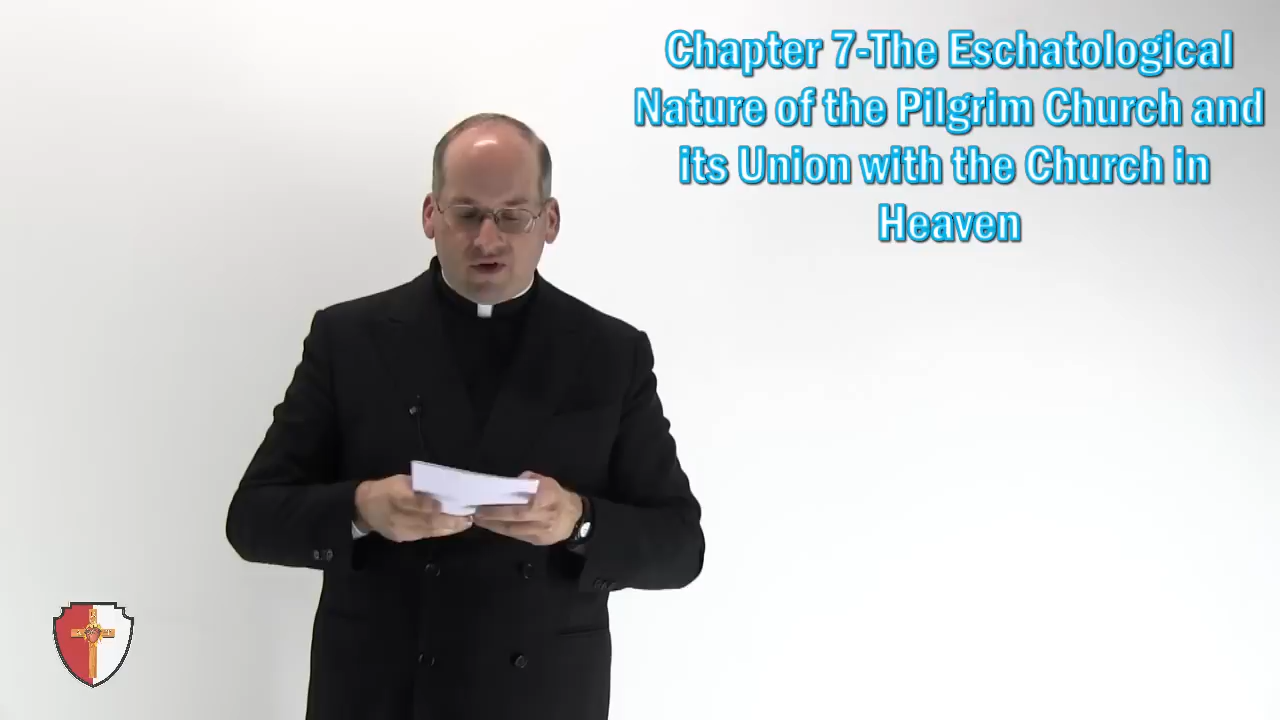 Chapter 7-The Eschatological
Nature of the Pilgrim Church and
its Union with the Church in
Heaven